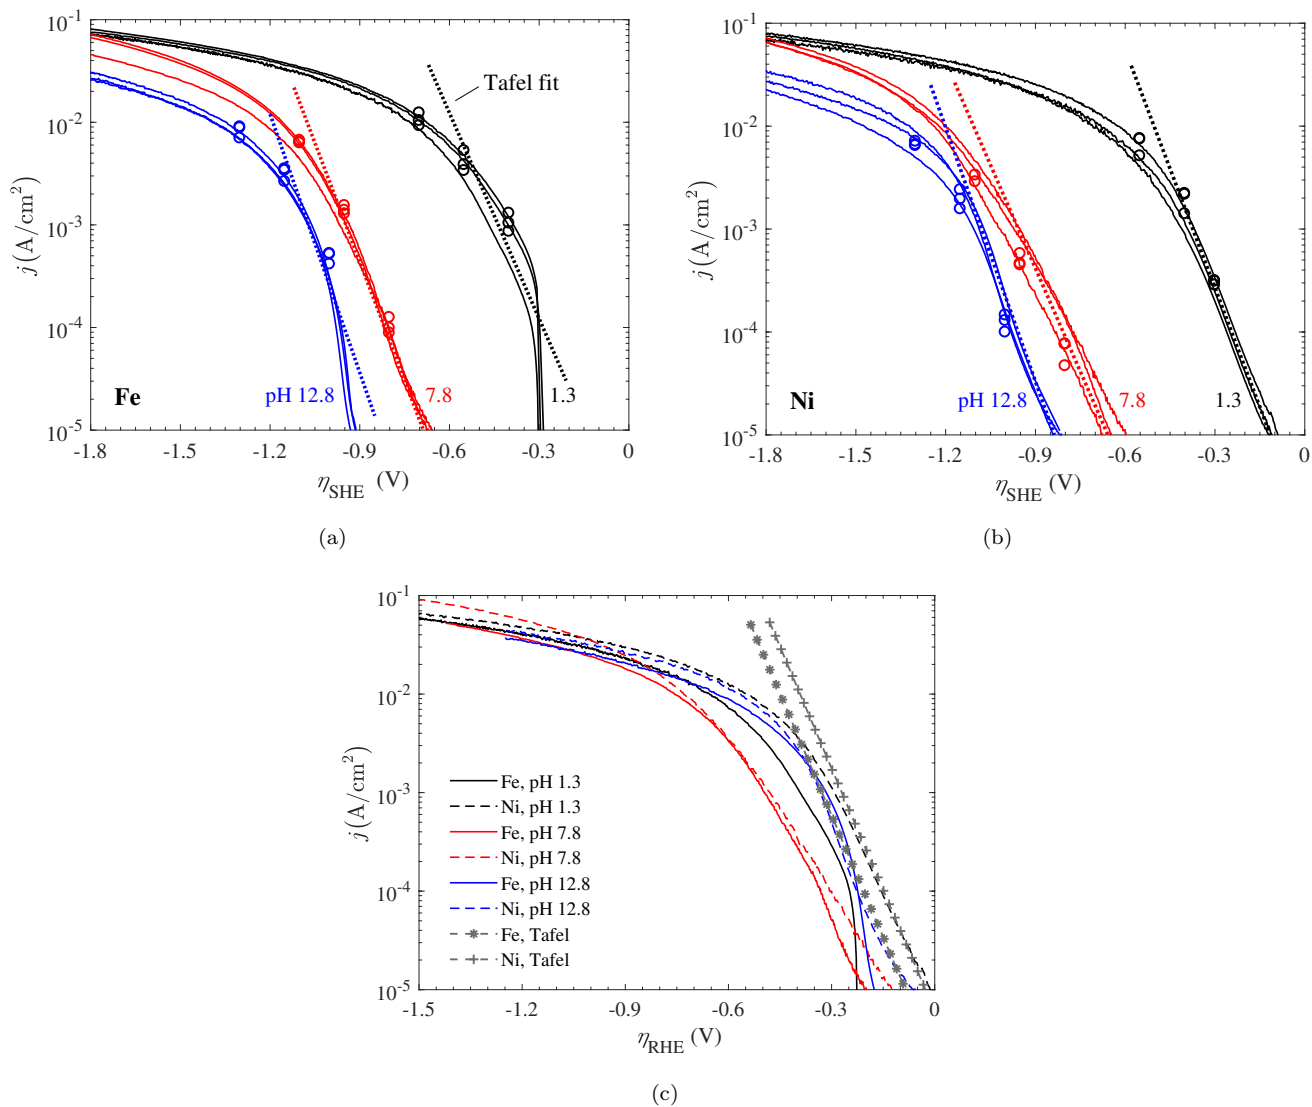 10^-1
10^-2
10^-3
10^-4
10^-5
j (A/cm^2)
Tafel fit
Fe
pH 12.8
7.8
1.3
-1.8 -1.5 -1.2 -0.9 -0.6 -0.3 0
η_SHE (V)
(a)
10^-1
10^-2
10^-3
10^-4
10^-5
j (A/cm^2)
Ni
pH 12.8
7.8
1.3
-1.8 -1.5 -1.2 -0.9 -0.6 -0.3 0
η_SHE (V)
(b)
10^-1
10^-2
10^-3
10^-4
10^-5
j (A/cm^2)
Fe, pH 1.3
Ni, pH 1.3
Fe, pH 7.8
Ni, pH 7.8
Fe, pH 12.8
Ni, pH 12.8
Fe, Tafel
Ni, Tafel
-1.5 -1.2 -0.9 -0.6 -0.3 0
η_RHE (V)
(c)